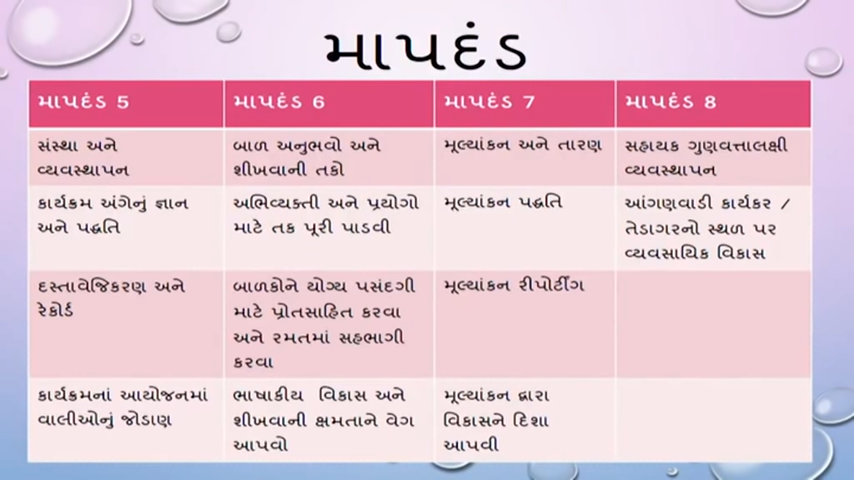 માપદંડ
માપદંડ 5
માપદંડ 6
માપદંડ 7
માપદંડ 8
સંસ્થા અને
વ્યવસ્થાપન
બાળ અનુભવો અને
શીખવાની તકો
મૂલ્યાંકન અને તારણ
સહાયક ગુણવત્તાલક્ષી
વ્યવસ્થાપન
કાર્યક્રમ અંગેનું જ્ઞાન
અને પદ્ધતિ
અભિવ્યક્તી અને પ્રયોગો
માટે તક પૂરી પાડવી
મૂલ્યાંકન પદ્ધતિ
આંગણવાડી કાર્યકર /
તેડાગરનો સ્થળ પર
વ્યવસાયિક વિકાસ
દસ્તાવેજિકરણ અને
રેકોર્ડ
બાળકોને યોગ્ય પસંદગી
માટે પ્રોતસાહિત કરવા
અને રમતમાં સહભાગી
કરવા
મૂલ્યાંકન રીપોર્ટીંગ
કાર્યક્રમનાં આયોજનમાં
વાલીઓનું જોડાણ
ભાષાકીય વિકાસ અને
શીખવાની ક્ષમતાને વેગ
આપવો
મૂલ્યાંકન દ્વારા
વિકાસને દિશા
આપવી